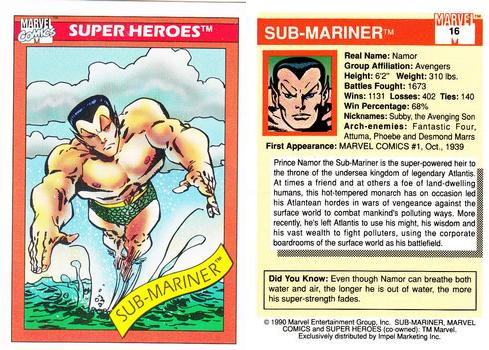 MARVEL
COMICS
SUPER HEROES™
SUB-MARINER™
SUB-MARINER™
MARVEL™
16
Real Name: Namor
Group Affiliation: Avengers
Height: 6'2" Weight: 310 lbs.
Battles Fought: 1673
Wins: 1131 Losses: 402 Ties: 140
Win Percentage: 68%
Nicknames: Subby, the Avenging Son
Arch-enemies: Fantastic Four,
Attuma, Phoebe and Desmond Marrs
First Appearance: MARVEL COMICS #1, Oct., 1939
Prince Namor the Sub-Mariner is the super-powered heir to
the throne of the undersea kingdom of legendary Atlantis.
At times a friend and at others a foe of land-dwelling
humans, this hot-tempered monarch has on occasion led
his Atlantean hordes in wars of vengeance against the
surface world to combat mankind's polluting ways. More
recently, he's left Atlantis to use his might, his wisdom and
his vast wealth to fight polluters, using the corporate
boardrooms of the surface world as his battlefield.
Did You Know: Even though Namor can breathe both
water and air, the longer he is out of water, the more
his super-strength fades.
© 1990 Marvel Entertainment Group, Inc. SUB-MARINER, MARVEL
COMICS and SUPER HEROES (co-owned): TM Marvel.
Exclusively distributed by Impel Marketing Inc.